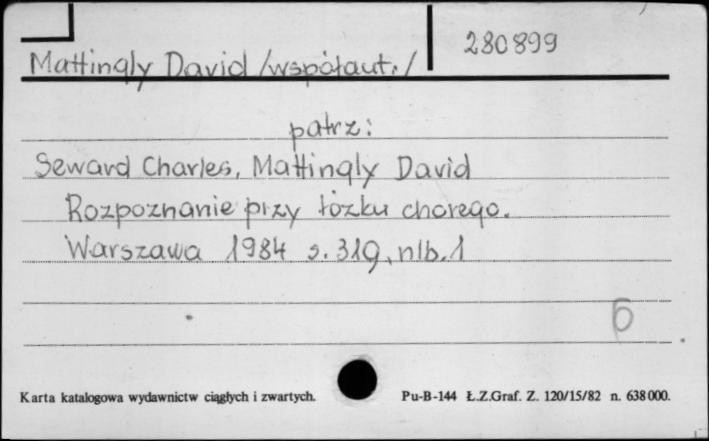 280899
Mattingly David /współaut./
patrz:
Seward Charles, Mattingly David
Rozpoznanie przy łóżku chorego.
Warszawa 1984 s. 319, nlb. 1
6
Karta katalogowa wydawnictw ciągłych i zwartych. Pu-B-144 Ł.Z.Graf. Z. 120/15/82 n. 638000.